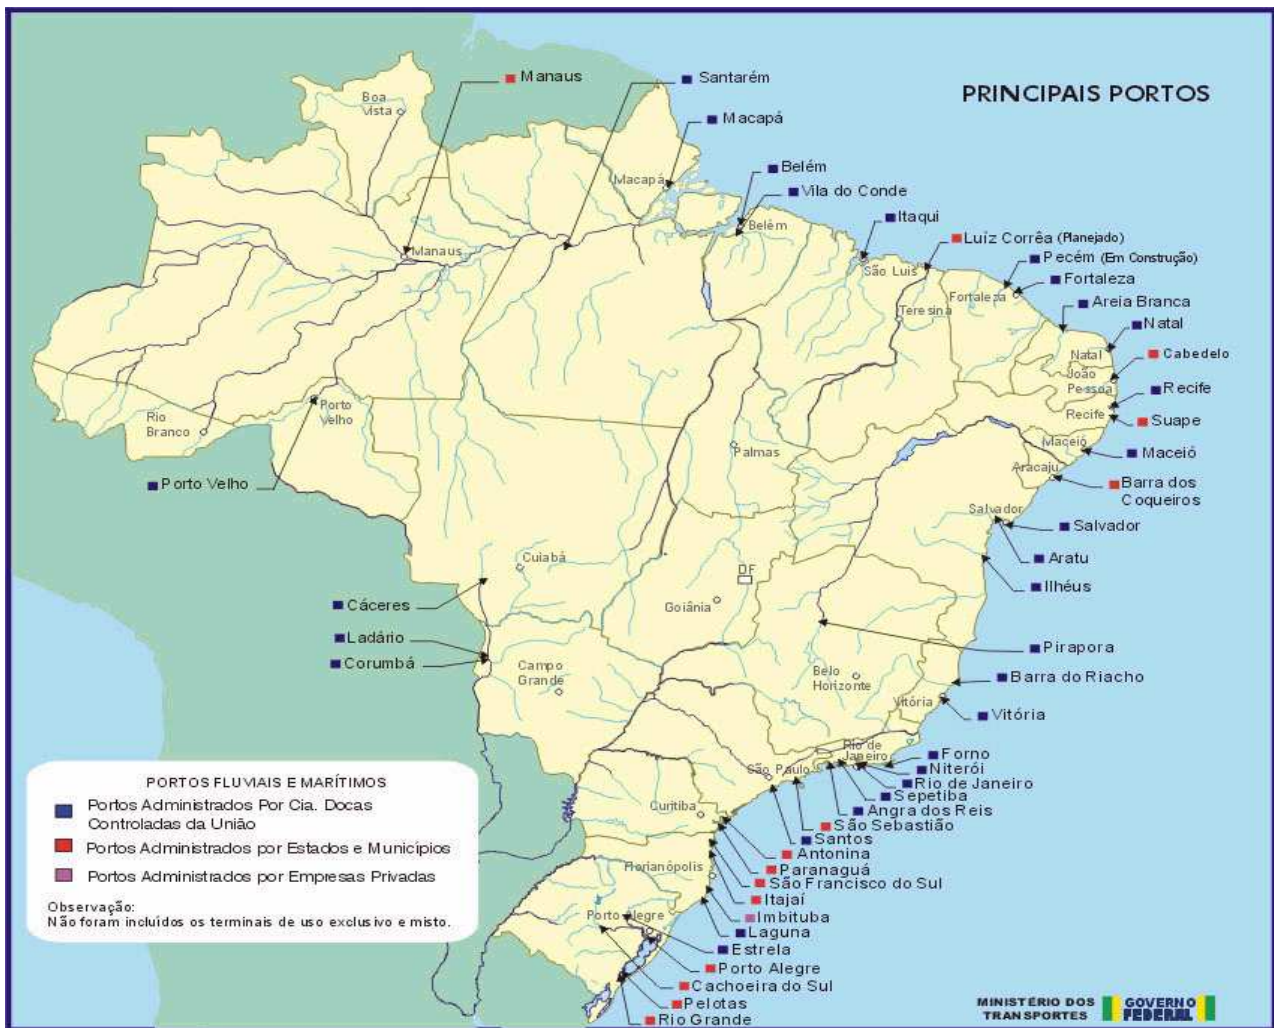 PRINCIPAIS PORTOS
Manaus
Santarém
Macapá
Belém
Vila do Conde
Itaqui
Luíz Corrêa (Planejado)
Pecém (Em Construção)
Fortaleza
Areia Branca
Natal
Cabedelo
Recife
Suape
Maceió
Barra dos
Coqueiros
Salvador
Aratu
Ilhéus
Pirapora
Barra do Riacho
Vitória
Forno
Niterói
Rio de Janeiro
Sepetiba
Angra dos Reis
São Sebastião
Santos
Antonina
Paranaguá
São Francisco do Sul
Itajaí
Imbituba
Laguna
Estrela
Porto Alegre
Cachoeira do Sul
Pelotas
Rio Grande
Porto Velho
Cáceres
Ladário
Corumbá
Boa
Vista
Macapá
Manaus
Belém
São Luis
Teresina
Fortaleza
Natal
João
Pessoa
Recife
Maceió
Aracaju
Salvador
Rio
Branco
Porto
Velho
Palmas
Cuiabá
DF
Goiânia
Campo
Grande
Belo
Horizonte
Vitória
Rio de
Janeiro
São Paulo
Curitiba
Florianópolis
Porto Alegre
PORTOS FLUVIAIS E MARÍTIMOS
Portos Administrados Por Cia. Docas
Controladas da União
Portos Administrados por Estados e Municípios
Portos Administrados por Empresas Privadas
Observação:
Não foram incluídos os terminais de uso exclusivo e misto.
MINISTÉRIO DOS
TRANSPORTES
GOVERNO
FEDERAL